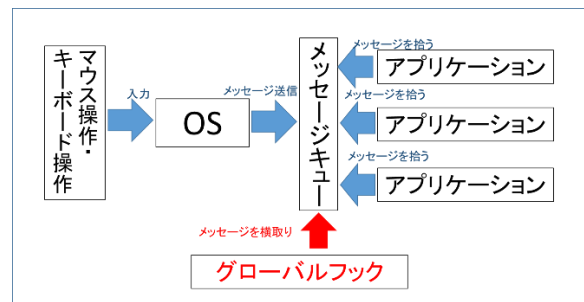 マウス操作・
キーボード操作
入力
OS
メッセージ送信
メッセージキュー
メッセージを拾う
アプリケーション
メッセージを拾う
アプリケーション
メッセージを拾う
アプリケーション
メッセージを横取り
グローバルフック